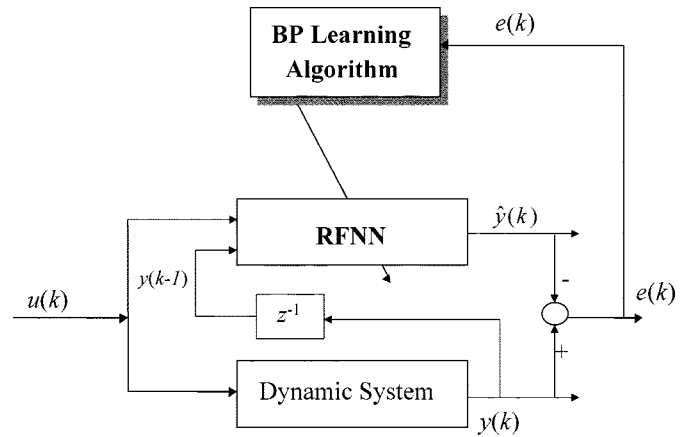 BP Learning
Algorithm
e(k)
RFNN
ŷ(k)
y(k-1)
-
u(k)
z⁻¹
e(k)
+
Dynamic System
y(k)